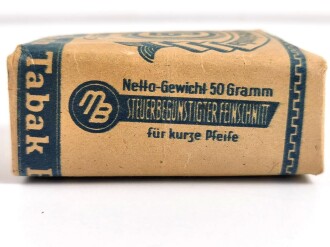 Netto-Gewicht 50 Gramm
MB
STEUERBEGÜNSTIGTER FEINSCHNITT
für kurze Pfeife
Tabak